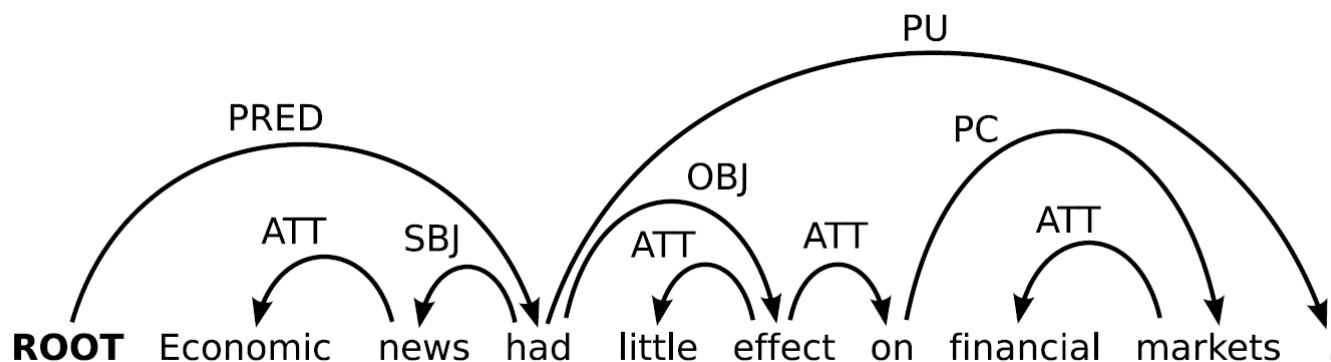 PU
PRED
PC
OBJ
ATT
SBJ
ATT
ATT
ATT
ROOT Economic news had little effect on financial markets